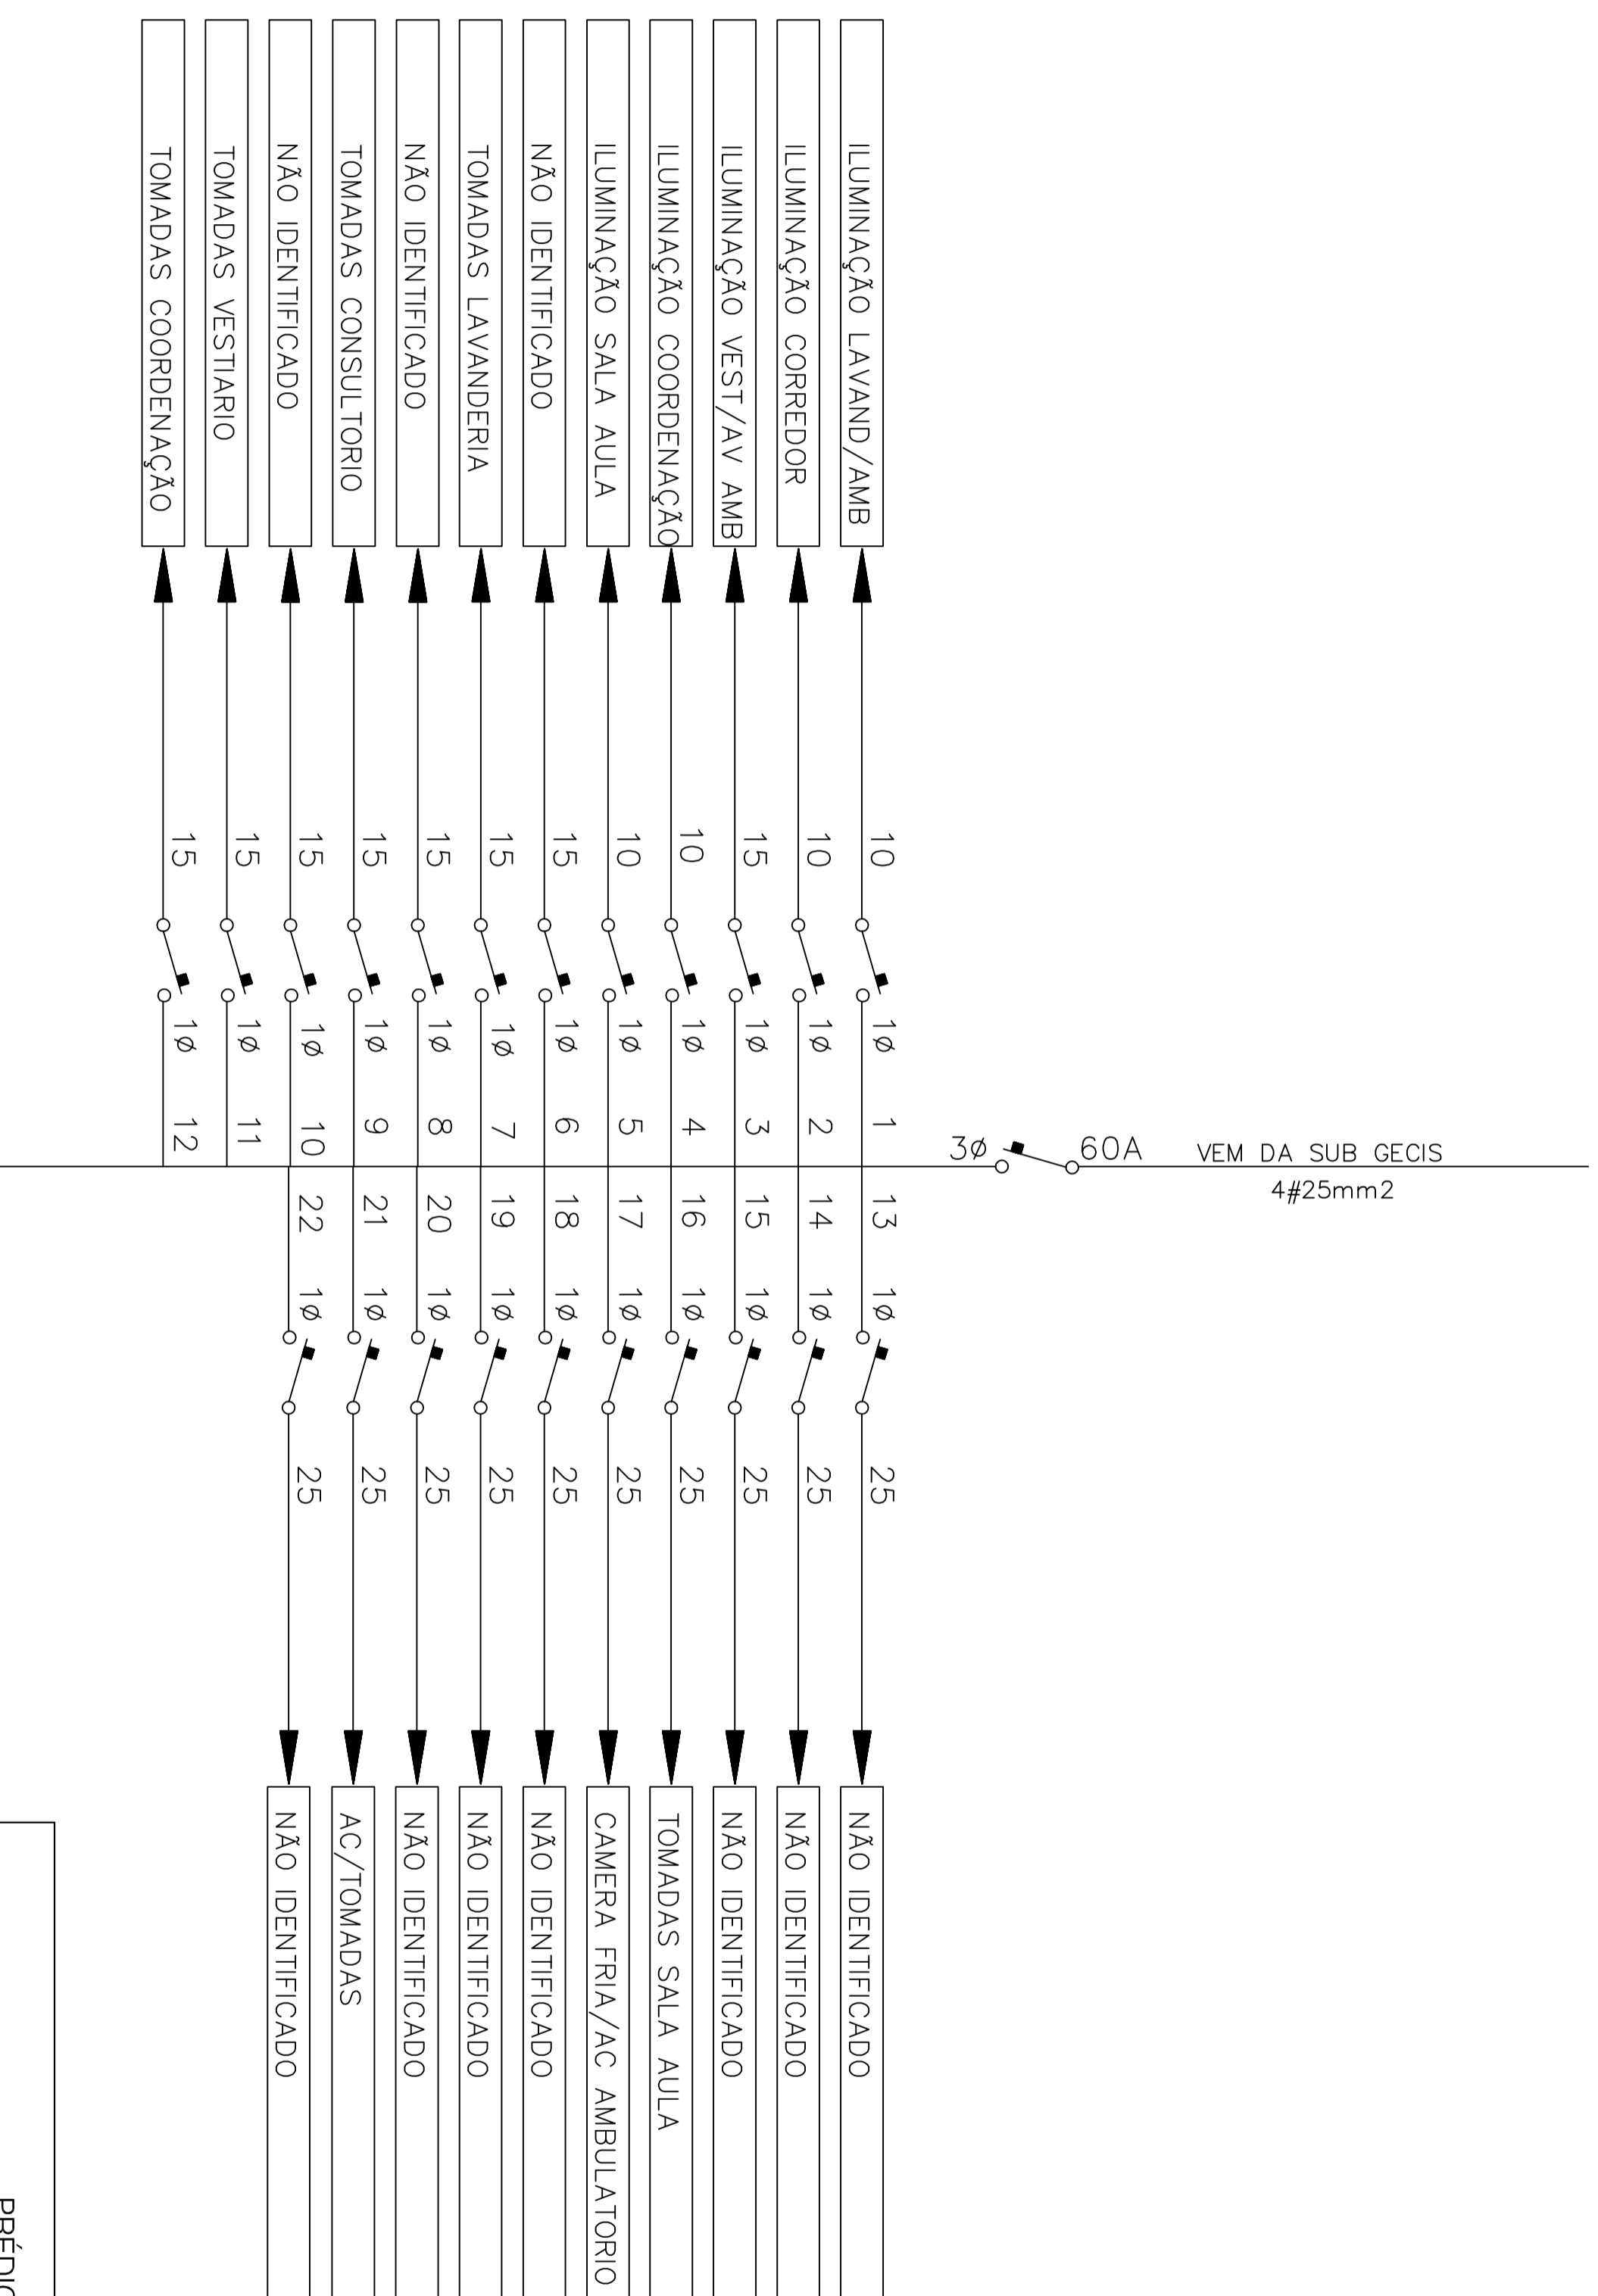 VEM DA SUB GECIS
4#25mm2
3ø
60A
ILUMINAÇÃO LAVAND/AMB
10
1ø
1
ILUMINAÇÃO CORREDOR
10
1ø
2
ILUMINAÇÃO VEST/AV AMB
15
1ø
3
ILUMINAÇÃO COORDENAÇÃO
10
1ø
4
ILUMINAÇÃO SALA AULA
10
1ø
5
NÃO IDENTIFICADO
15
1ø
6
TOMADAS LAVANDERIA
15
1ø
7
NÃO IDENTIFICADO
15
1ø
8
TOMADAS CONSULTORIO
15
1ø
9
NÃO IDENTIFICADO
15
1ø
10
TOMADAS VESTIARIO
15
1ø
11
TOMADAS COORDENAÇÃO
15
1ø
12
13
1ø
25
NÃO IDENTIFICADO
14
1ø
25
NÃO IDENTIFICADO
15
1ø
25
NÃO IDENTIFICADO
16
1ø
25
TOMADAS SALA AULA
17
1ø
25
CAMERA FRIA/AC AMBULATORIO
18
1ø
25
NÃO IDENTIFICADO
19
1ø
25
NÃO IDENTIFICADO
20
1ø
25
NÃO IDENTIFICADO
21
1ø
25
AC/TOMADAS
22
1ø
25
NÃO IDENTIFICADO